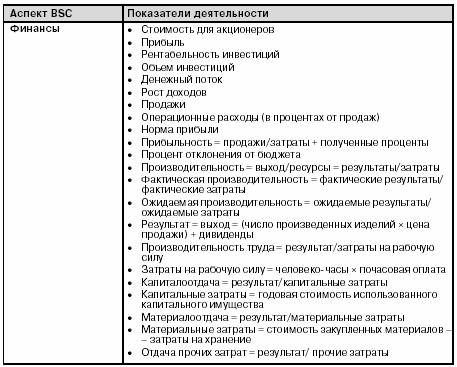 Аспект BSC Показатели деятельности
Финансы • Стоимость для акционеров
• Прибыль
• Рентабельность инвестиций
• Объем инвестиций
• Денежный поток
• Рост доходов
• Продажи
• Операционные расходы (в процентах от продаж)
• Норма прибыли
• Прибыльность = продажи/затраты + полученные проценты
• Процент отклонения от бюджета
• Производительность = выход/ресурсы = результаты/затраты
• Фактическая производительность = фактические результаты/
фактические затраты
• Ожидаемая производительность = ожидаемые результаты/
ожидаемые затраты
• Результат = выход = (число произведенных изделий × цена
продажи) + дивиденды
• Производительность труда = результат/затраты на рабочую
силу
• Затраты на рабочую силу = человеко-часы × почасовая оплата
• Капиталоотдача = результат/капитальные затраты
• Капитальные затраты = годовая стоимость использованного
капитального имущества
• Материалоотдача = результат/материальные затраты
• Материальные затраты = стоимость закупленных материалов –
– затраты на хранение
• Отдача прочих затрат = результат/ прочие затраты